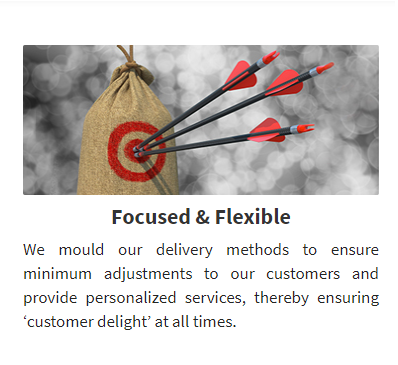 Focused & Flexible
We mould our delivery methods to ensure
minimum adjustments to our customers and
provide personalized services, thereby ensuring
‘customer delight’ at all times.